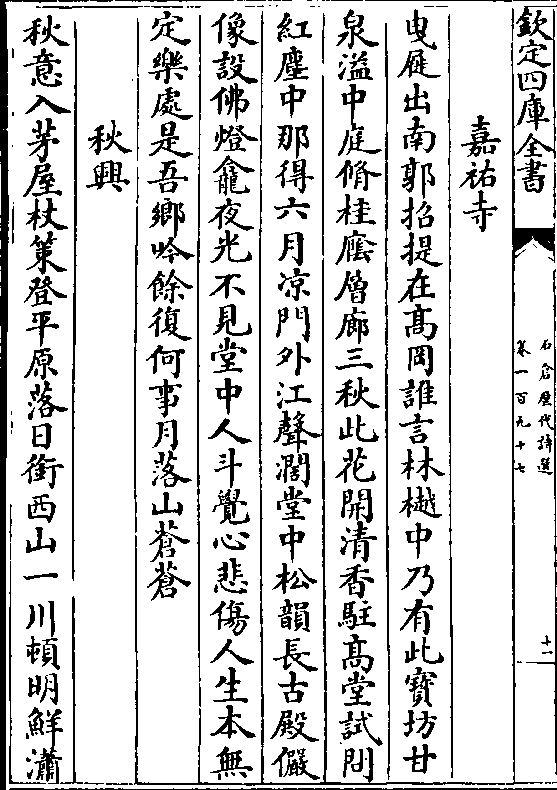 欽定四庫全書
石倉歷代詩選
卷一百九十七
十一
嘉祐寺
曳屣出南郭招提在髙岡誰言林樾中乃有此寳坊甘
泉溢中庭脩桂廕層廊三秋此花開清香駐髙堂試問
紅塵中那得六月凉門外江聲濶堂中松韻長古殿儼
像設佛燈龕夜光不見堂中人斗覺心悲傷人生本無
定樂處是吾鄉吟餘復何事月落山蒼蒼
秋興
秋意入茅屋杖策登平原落日銜西山一川頓明鮮瀟